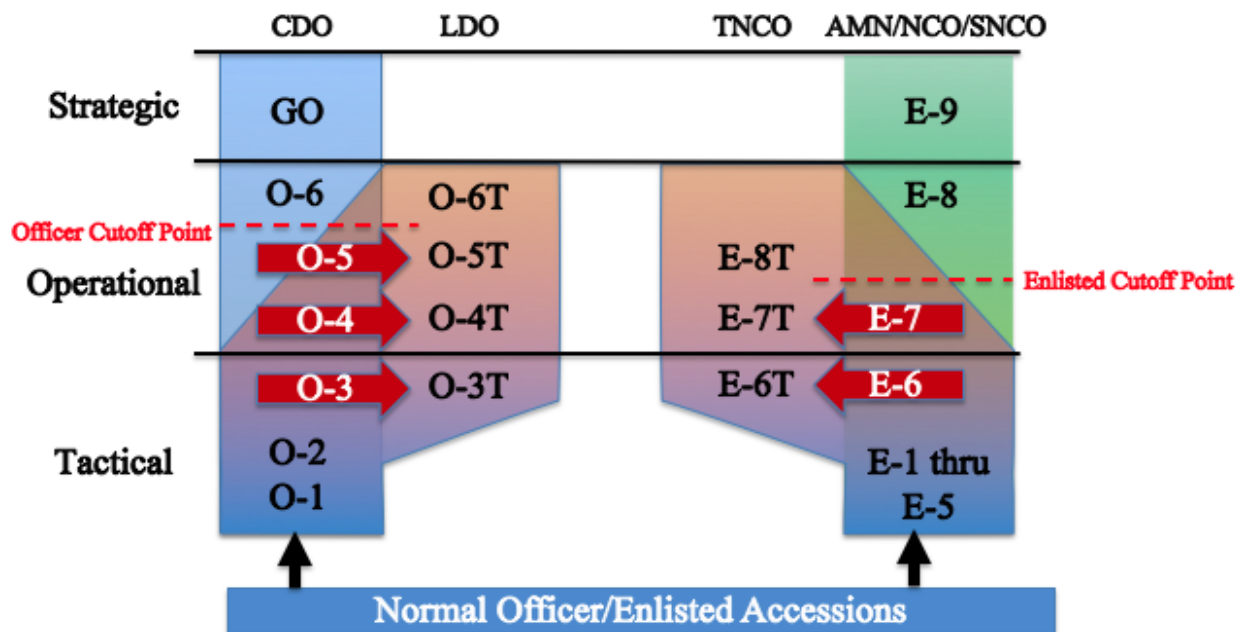 CDO LDO TNCO AMN/NCO/SNCO
Strategic GO E-9
O-6 O-6T E-8
Officer Cutoff Point
O-5 O-5T E-8T
Operational Enlisted Cutoff Point
O-4 O-4T E-7T E-7
O-3 O-3T E-6T E-6
Tactical O-2 E-1 thru
O-1 E-5
Normal Officer/Enlisted Accessions